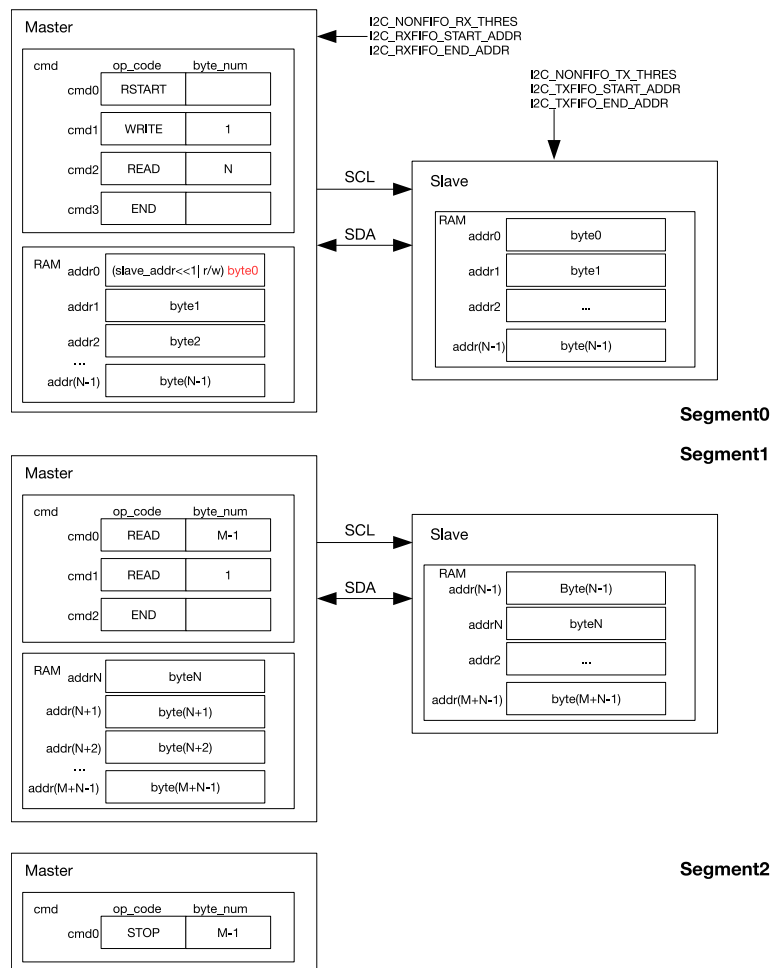 Master
I2C_NONFIFO_RX_THRES
I2C_RXFIFO_START_ADDR
I2C_RXFIFO_END_ADDR
I2C_NONFIFO_TX_THRES
I2C_TXFIFO_START_ADDR
I2C_TXFIFO_END_ADDR
cmd op_code byte_num
cmd0 RSTART
cmd1 WRITE 1
cmd2 READ N
cmd3 END
RAM
addr0 (slave_addr<<1| r/w) byte0
addr1 byte1
addr2 byte2
...
addr(N-1) byte(N-1)
SCL
SDA
Slave
RAM
addr0 byte0
addr1 byte1
addr2 ...
addr(N-1) byte(N-1)
Segment0
Segment1
Master
cmd op_code byte_num
cmd0 READ M-1
cmd1 READ 1
cmd2 END
RAM
addrN byteN
addr(N+1) byte(N+1)
addr(N+2) byte(N+2)
...
addr(M+N-1) byte(M+N-1)
SCL
SDA
Slave
RAM
addr(N-1) Byte(N-1)
addrN byteN
addr2 ...
addr(M+N-1) byte(M+N-1)
Segment2
Master
cmd op_code byte_num
cmd0 STOP M-1